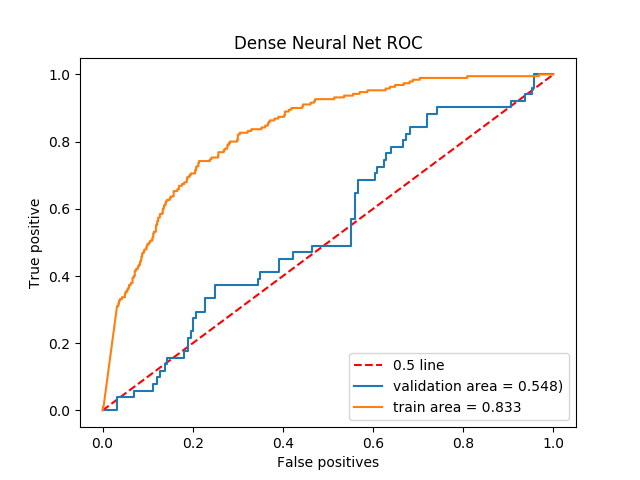 Dense Neural Net ROC
True positive
1.0
0.8
0.6
0.4
0.2
0.0
0.5 line
validation area = 0.548)
train area = 0.833
0.0 0.2 0.4 0.6 0.8 1.0
False positives